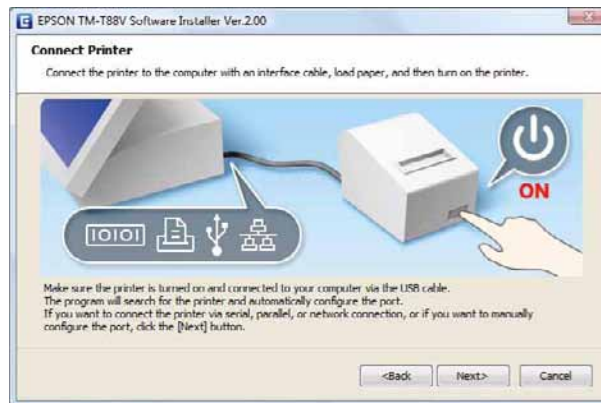 EPSON TM-T88V Software Installer Ver.2.00
Connect Printer
Connect the printer to the computer with an interface cable, load paper, and then turn on the printer.
ON
IOIOI
Make sure the printer is turned on and connected to your computer via the USB cable.
The program will search for the printer and automatically configure the port.
If you want to connect the printer via serial, parallel, or network connection, or if you want to manually
configure the port, click the [Next] button.
<Back
Next>
Cancel